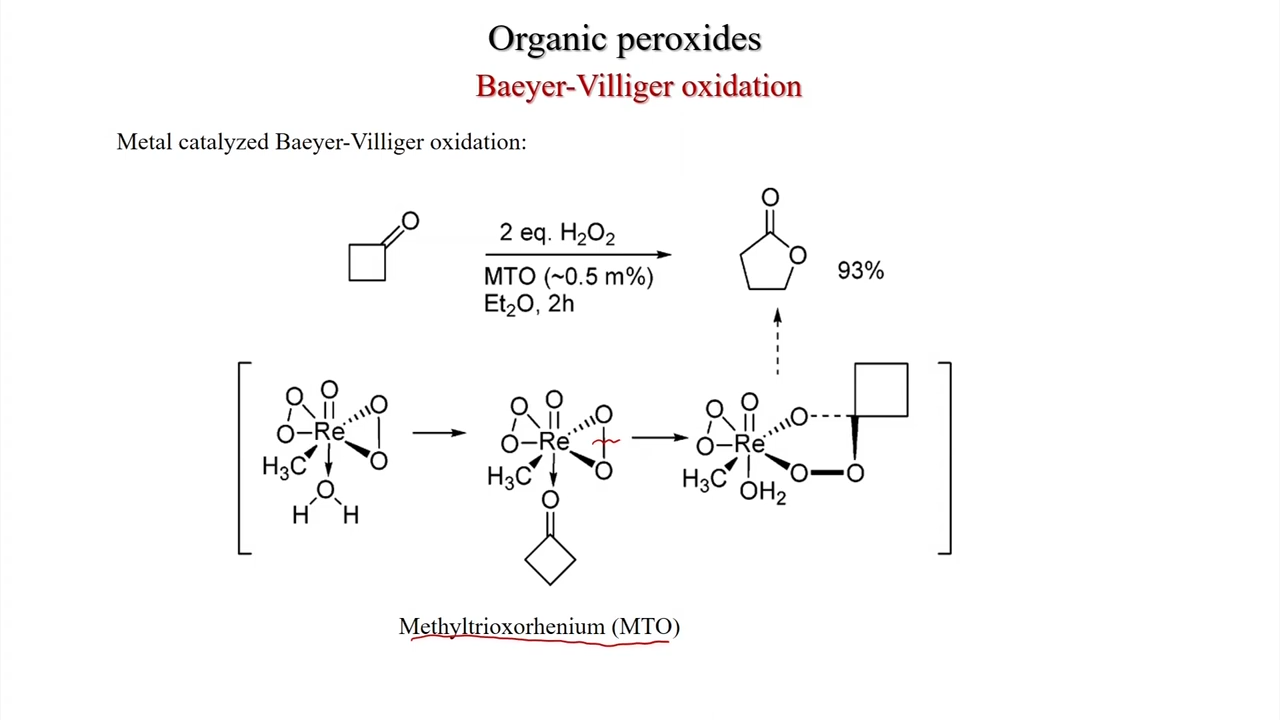 Organic peroxides
Baeyer-Villiger oxidation
Metal catalyzed Baeyer-Villiger oxidation:
O
2 eq. H₂O₂
MTO (~0.5 m%)
Et₂O, 2h
O
O
93%
O O O O
O Re O
H₃C
O
H H
O O O
O Re O
H₃C
O
O O O
O Re O O
H₃C OH₂
Methyltrioxorhenium (MTO)